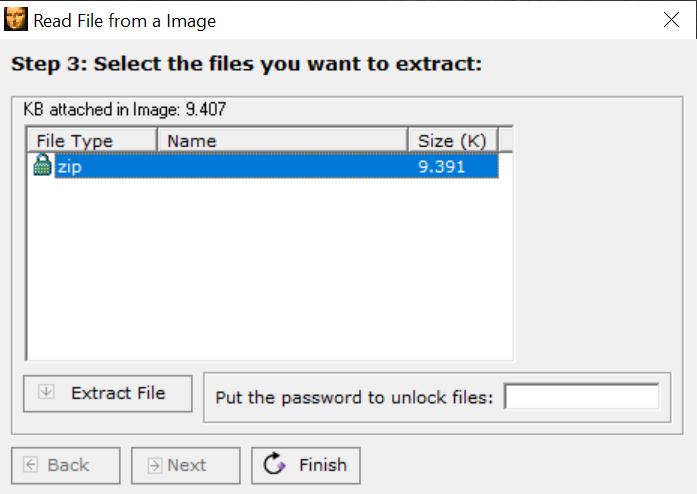 Read File from a Image
Step 3: Select the files you want to extract:
KB attached in Image: 9.407
File Type Name Size (K)
zip 9.391
Extract File Put the password to unlock files:
Back Next Finish